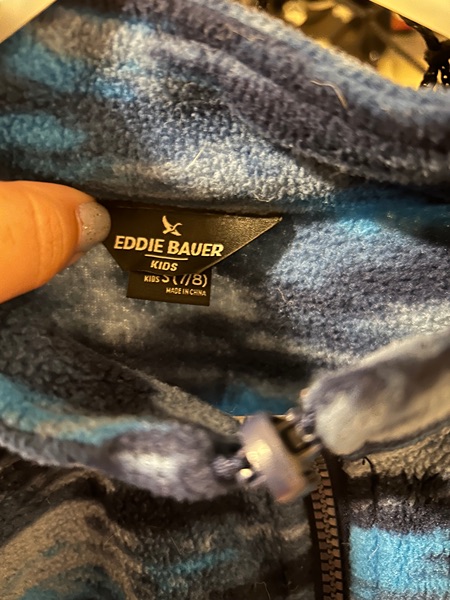 EDDIE BAUER
KIDS
KIDS S (7/8)
MADE IN CHINA